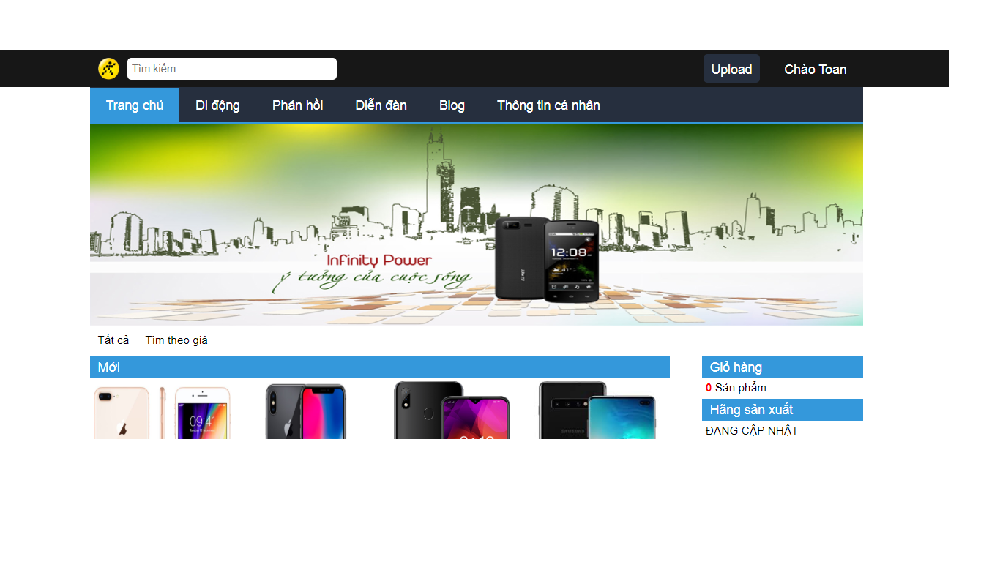 Tìm kiếm ...
Upload
Chào Toan
Trang chủ
Di động
Phản hồi
Diễn đàn
Blog
Thông tin cá nhân
12:08
41°
Infinity Power
ý tưởng của cuộc sống
Tất cả
Tìm theo giá
Mới
Giỏ hàng
0 Sản phẩm
Hãng sản xuất
ĐANG CẬP NHẬT
09:41
SAMSUNG